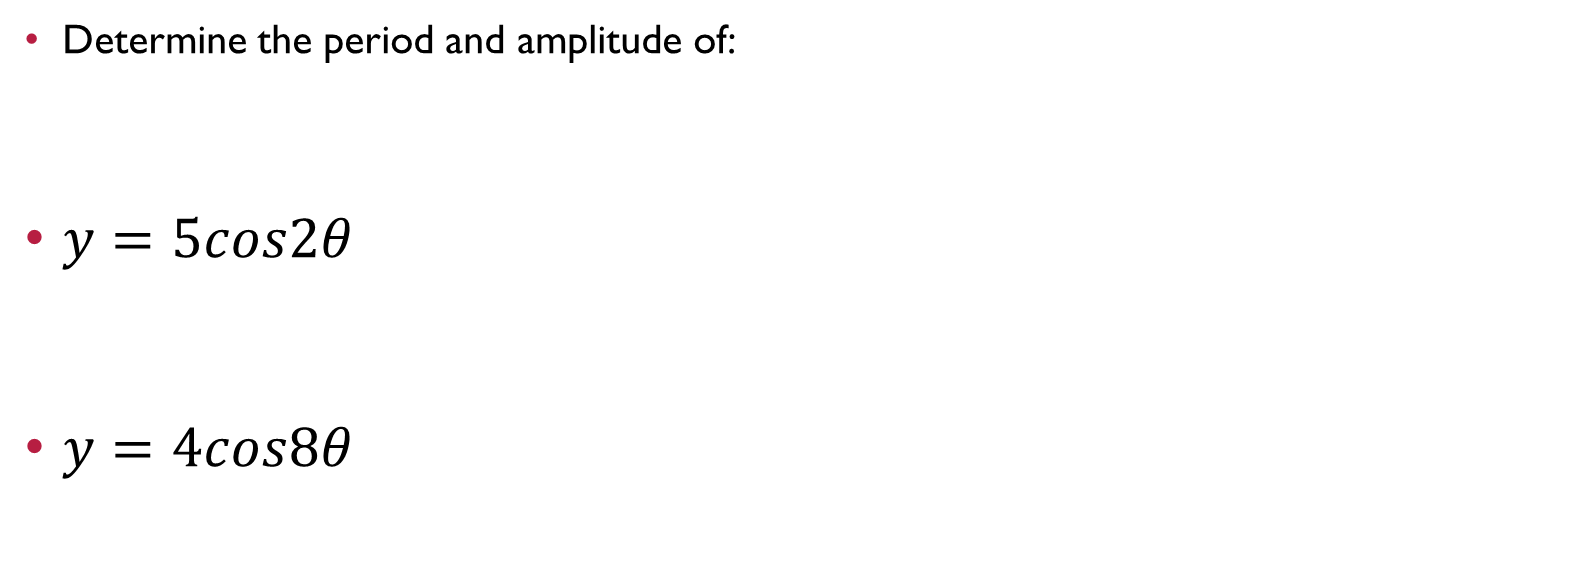 • Determine the period and amplitude of:
• y = 5cos2θ
• y = 4cos8θ